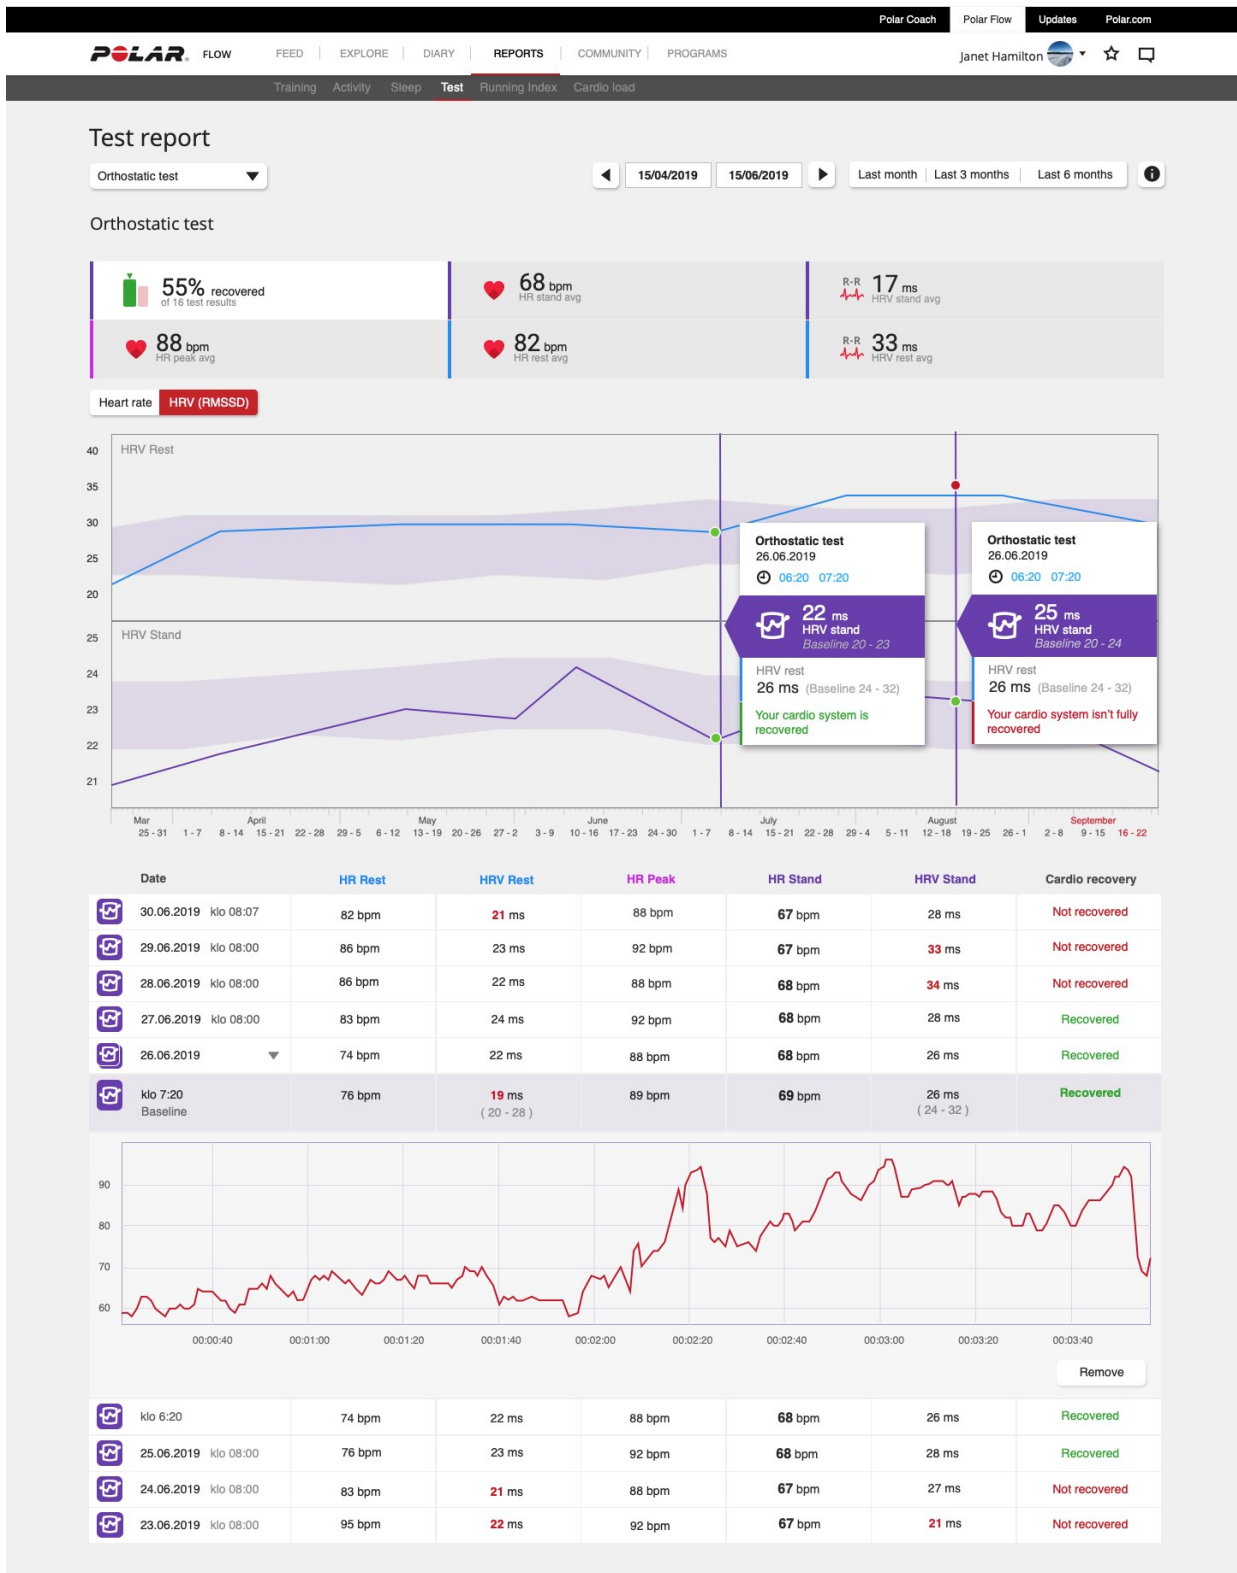 Polar Coach Polar Flow Updates Polar.com
POLAR. FLOW FEED EXPLORE DIARY REPORTS COMMUNITY PROGRAMS Janet Hamilton
Training Activity Sleep Test Running Index Cardio load
Test report
Orthostatic test 15/04/2019 15/06/2019 Last month Last 3 months Last 6 months
Orthostatic test
55% recovered
of 16 test results
68 bpm
HR stand avg
R-R 17 ms
HRV stand avg
88 bpm
HR peak avg
82 bpm
HR rest avg
R-R 33 ms
HRV rest avg
Heart rate HRV (RMSSD)
HRV Rest
40
35
30
25
20
HRV Stand
25
24
23
22
21
Orthostatic test
26.06.2019
06:20 07:20
22 ms
HRV stand
Baseline 20 - 23
HRV rest
26 ms (Baseline 24 - 32)
Your cardio system is
recovered
Orthostatic test
26.06.2019
06:20 07:20
25 ms
HRV stand
Baseline 20 - 24
HRV rest
26 ms (Baseline 24 - 32)
Your cardio system isn't fully
recovered
Mar April May June July August September
25 - 31 1 - 7 8 - 14 15 - 21 22 - 28 29 - 5 6 - 12 13 - 19 20 - 26 27 - 2 3 - 9 10 - 16 17 - 23 24 - 30 1 - 7 8 - 14 15 - 21 22 - 28 29 - 4 5 - 11 12 - 18 19 - 25 26 - 1 2 - 8 9 - 15 16 - 22
Date HR Rest HRV Rest HR Peak HR Stand HRV Stand Cardio recovery
30.06.2019 klo 08:07 82 bpm 21 ms 88 bpm 67 bpm 28 ms Not recovered
29.06.2019 klo 08:00 86 bpm 23 ms 92 bpm 67 bpm 33 ms Not recovered
28.06.2019 klo 08:00 86 bpm 22 ms 88 bpm 68 bpm 34 ms Not recovered
27.06.2019 klo 08:00 83 bpm 24 ms 92 bpm 68 bpm 28 ms Recovered
26.06.2019 74 bpm 22 ms 88 bpm 68 bpm 26 ms Recovered
klo 7:20 76 bpm 19 ms 89 bpm 69 bpm 26 ms Recovered
Baseline ( 20 - 28 ) ( 24 - 32 )
90
80
70
60
00:00:40 00:01:00 00:01:20 00:01:40 00:02:00 00:02:20 00:02:40 00:03:00 00:03:20 00:03:40
Remove
klo 6:20 74 bpm 22 ms 88 bpm 68 bpm 26 ms Recovered
25.06.2019 klo 08:00 76 bpm 23 ms 92 bpm 68 bpm 28 ms Recovered
24.06.2019 klo 08:00 83 bpm 21 ms 88 bpm 67 bpm 27 ms Not recovered
23.06.2019 klo 08:00 95 bpm 22 ms 92 bpm 67 bpm 21 ms Not recovered